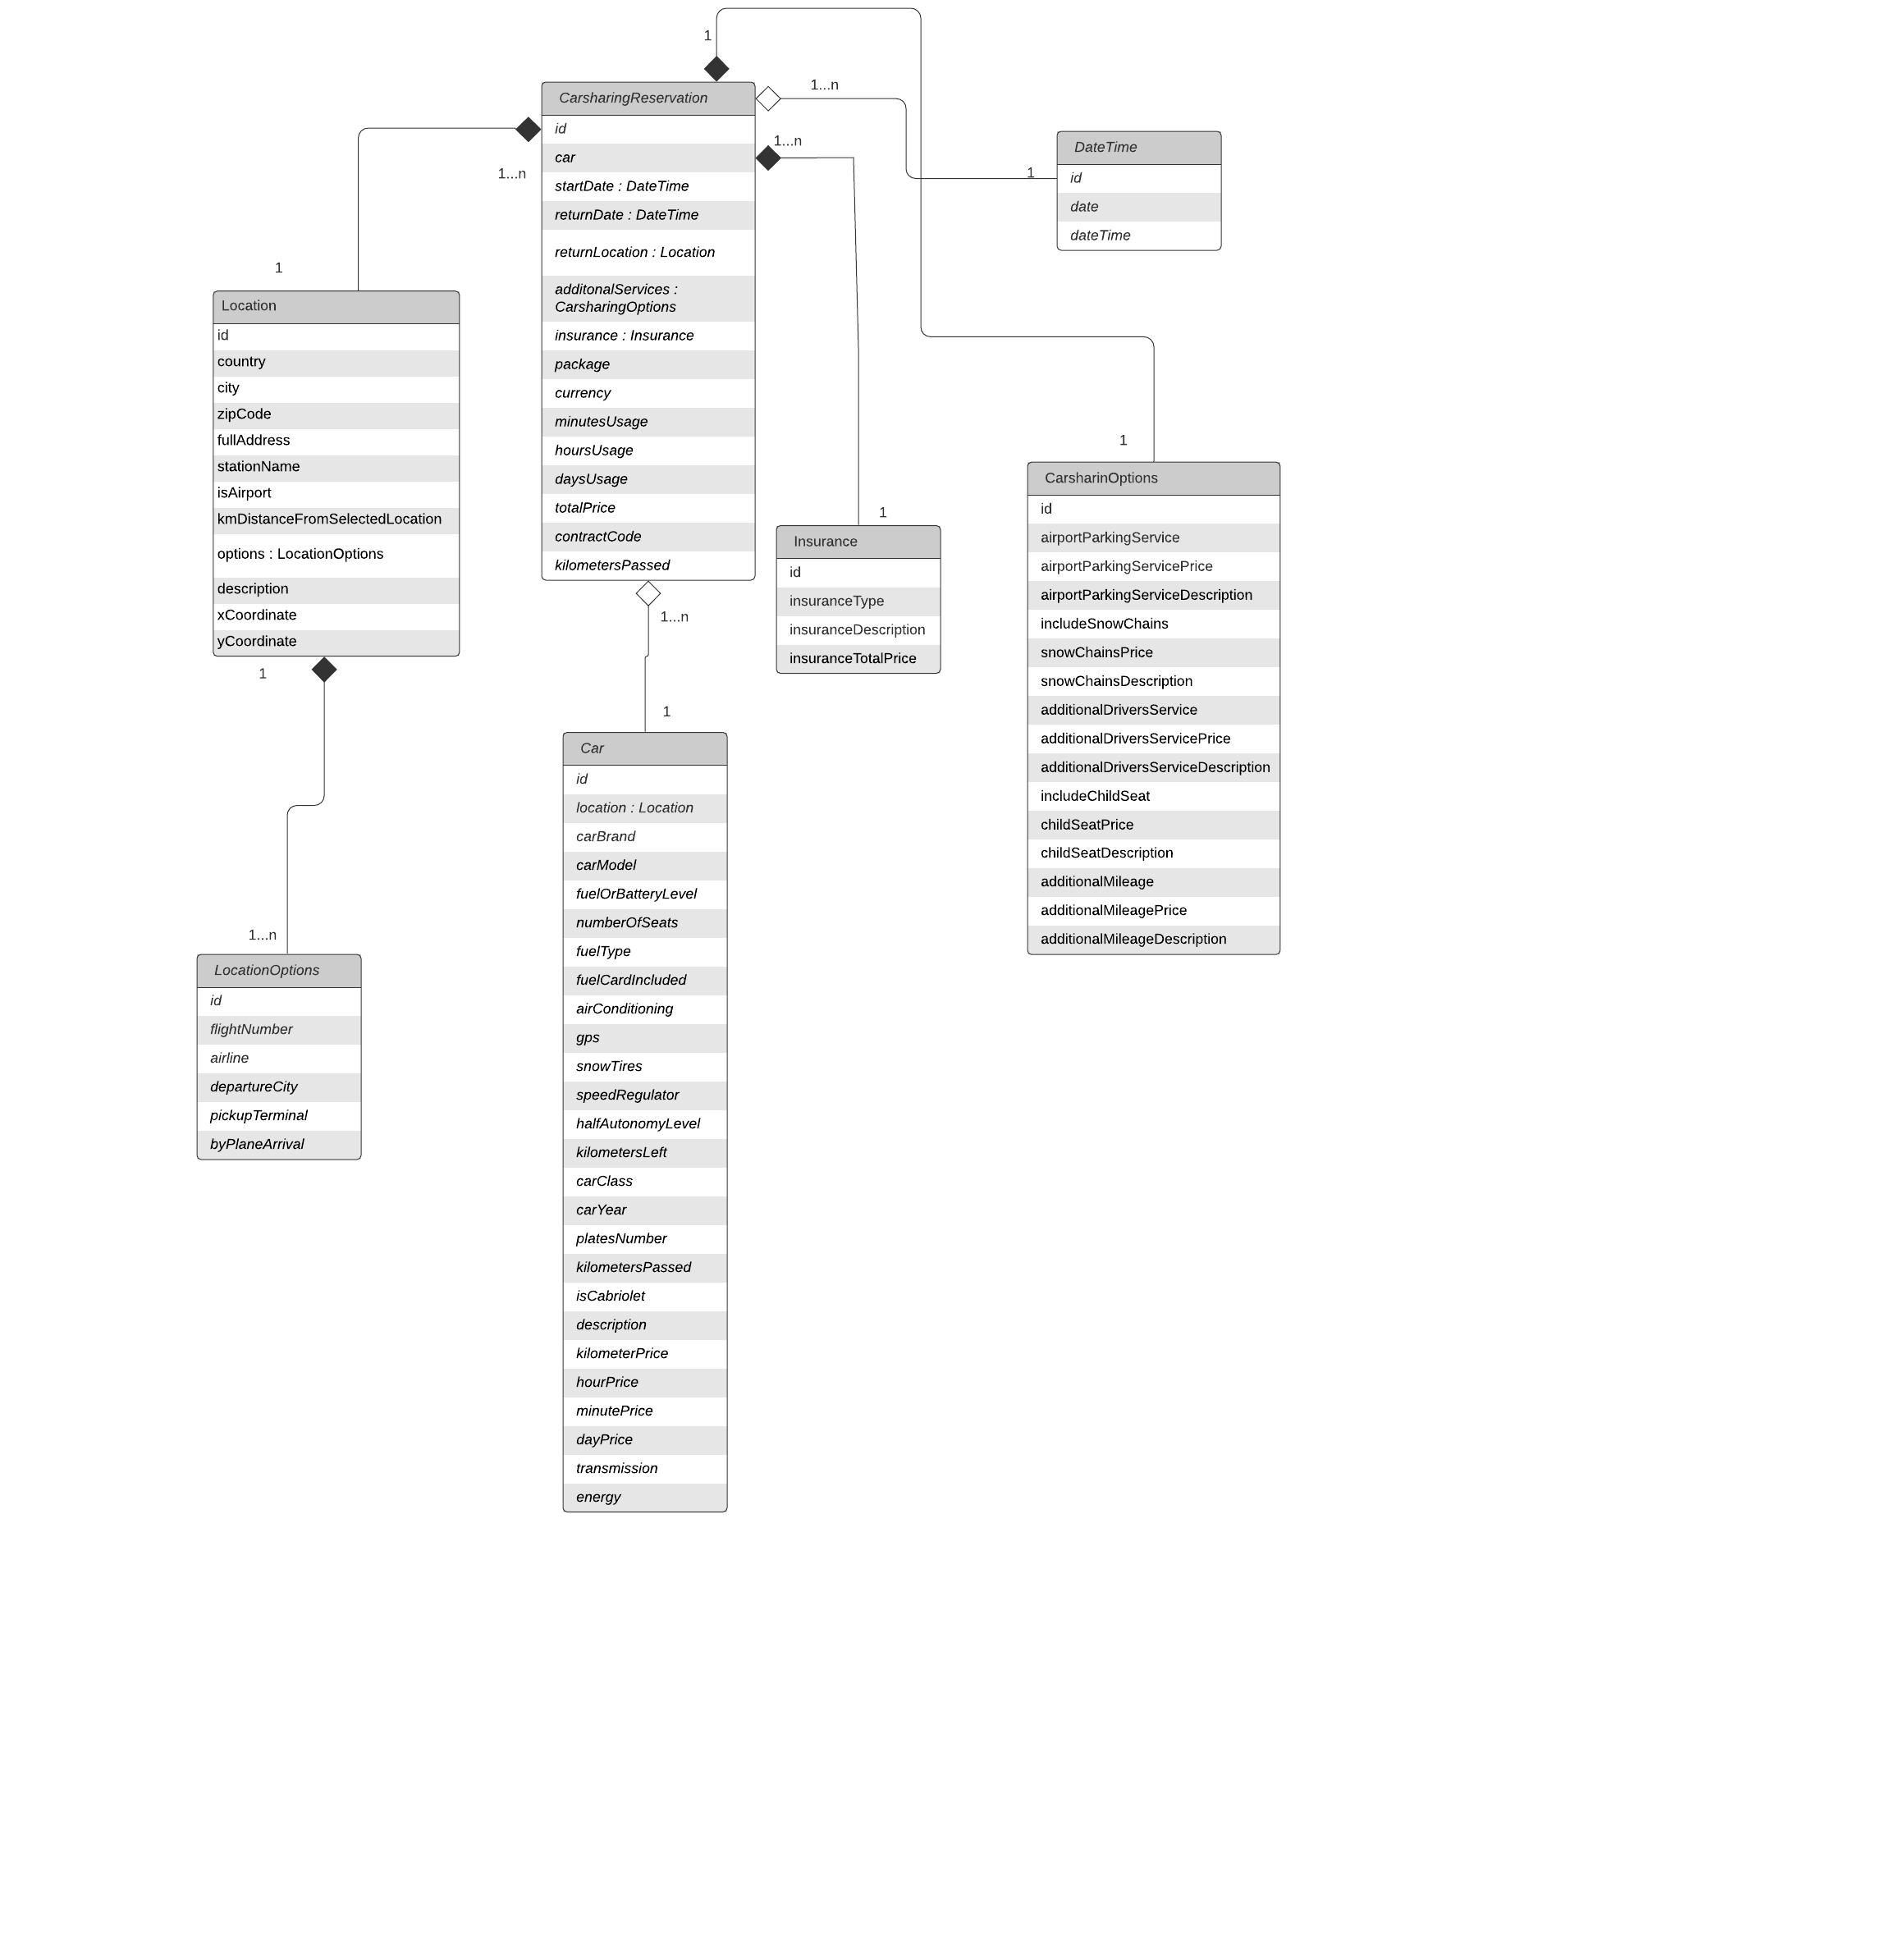 1
1...n
CarsharingReservation
id
car
startDate : DateTime
returnDate : DateTime
returnLocation : Location
additonalServices :
CarsharingOptions
insurance : Insurance
package
currency
minutesUsage
hoursUsage
daysUsage
totalPrice
contractCode
kilometersPassed
1...n
1...n
1
DateTime
id
date
dateTime
1
Location
id
country
city
zipCode
fullAddress
stationName
isAirport
kmDistanceFromSelectedLocation
options : LocationOptions
description
xCoordinate
yCoordinate
1
CarsharinOptions
id
airportParkingService
airportParkingServicePrice
airportParkingServiceDescription
includeSnowChains
snowChainsPrice
snowChainsDescription
additionalDriversService
additionalDriversServicePrice
additionalDriversServiceDescription
includeChildSeat
childSeatPrice
childSeatDescription
additionalMileage
additionalMileagePrice
additionalMileageDescription
1
Insurance
id
insuranceType
insuranceDescription
insuranceTotalPrice
1...n
1
1
Car
id
location : Location
carBrand
carModel
fuelOrBatteryLevel
numberOfSeats
fuelType
fuelCardIncluded
airConditioning
gps
snowTires
speedRegulator
halfAutonomyLevel
kilometersLeft
carClass
carYear
platesNumber
kilometersPassed
isCabriolet
description
kilometerPrice
hourPrice
minutePrice
dayPrice
transmission
energy
1...n
LocationOptions
id
flightNumber
airline
departureCity
pickupTerminal
byPlaneArrival